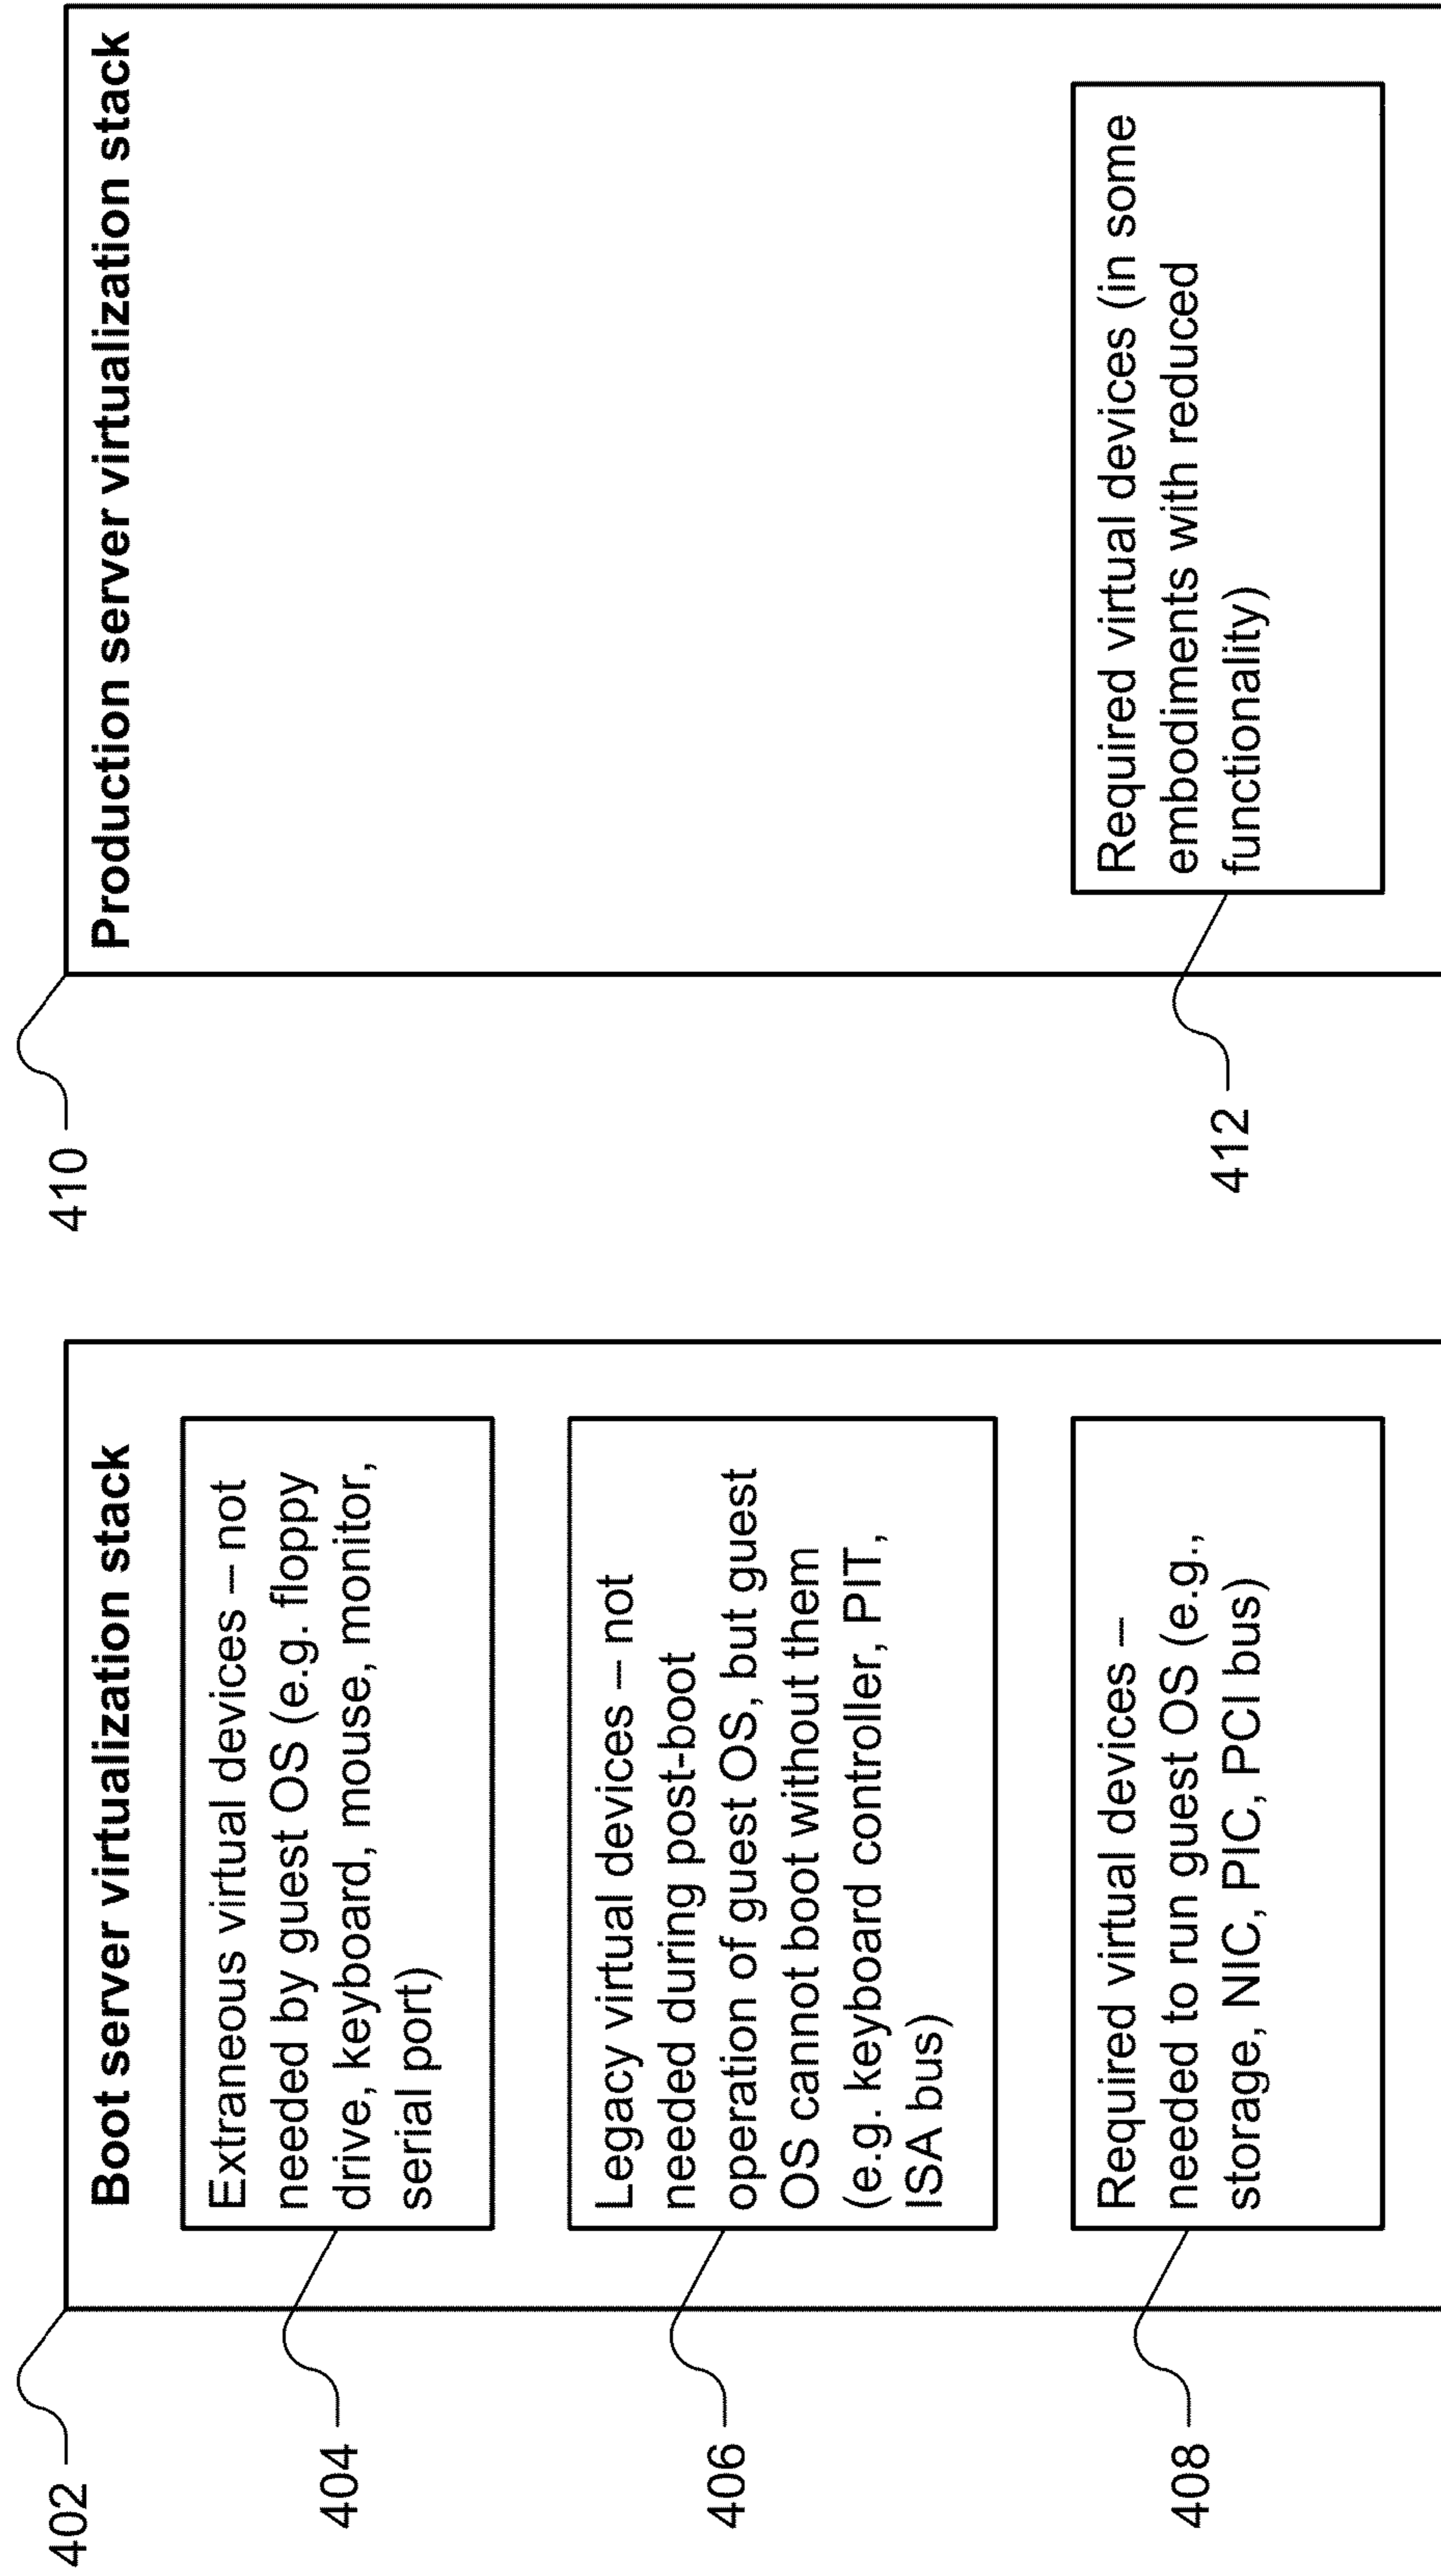 402
Boot server virtualization stack
404
Extraneous virtual devices – not
needed by guest OS (e.g. floppy
drive, keyboard, mouse, monitor,
serial port)
406
Legacy virtual devices – not
needed during post-boot
operation of guest OS, but guest
OS cannot boot without them
(e.g. keyboard controller, PIT,
ISA bus)
408
Required virtual devices –
needed to run guest OS (e.g.,
storage, NIC, PIC, PCI bus)
410
Production server virtualization stack
412
Required virtual devices (in some
embodiments with reduced
functionality)